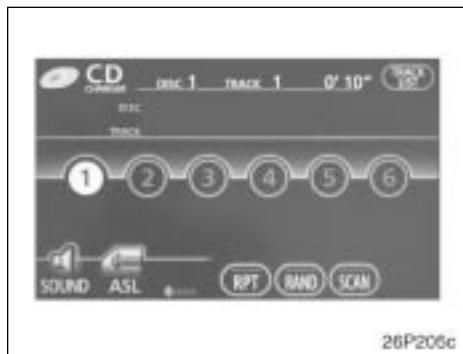 CD DISC 1 TRACK 1 0' 10" TRACK LIST
CHANGER
DISC
TRACK
1 2 3 4 5 6
SOUND ASL RPT RAND SCAN
26P206c